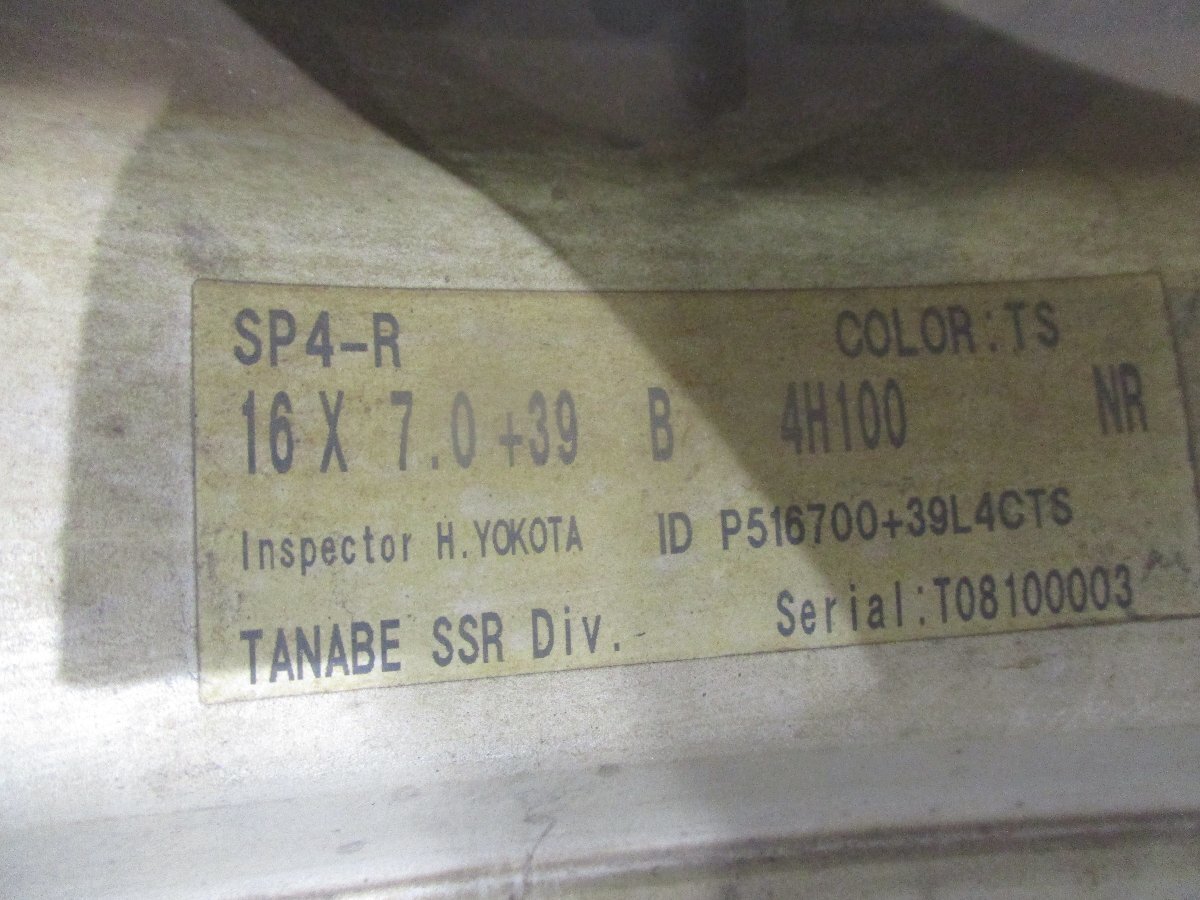 SP4-R COLOR:TS
16 X 7.0 +39 B 4H100 NR
Inspector H.YOKOTA ID P516700+39L4CTS
TANABE SSR Div. Serial:T08100003